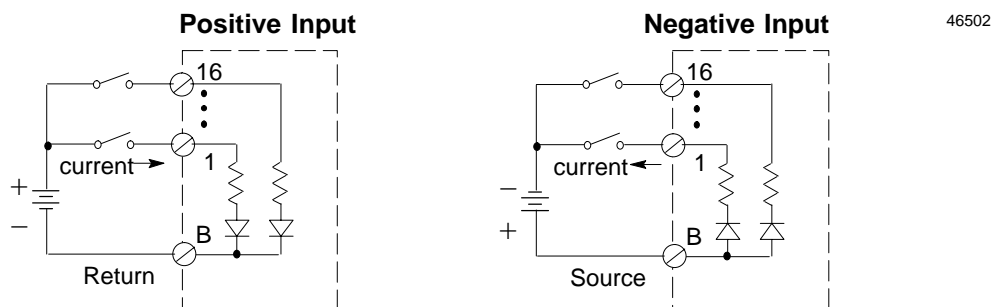 Positive Input
Negative Input
46502
16
1
current
+
−
B
Return
16
1
current
−
+
B
Source